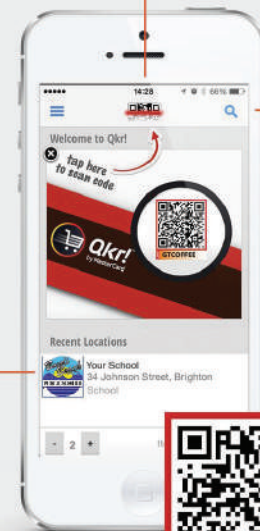 14:28
66%
Welcome to Qkr!
tap here
to scan code
Qkr!
by MasterCard
GTCOFFEE
Recent Locations
Your School
34 Johnson Street, Brighton
School
- 2 +